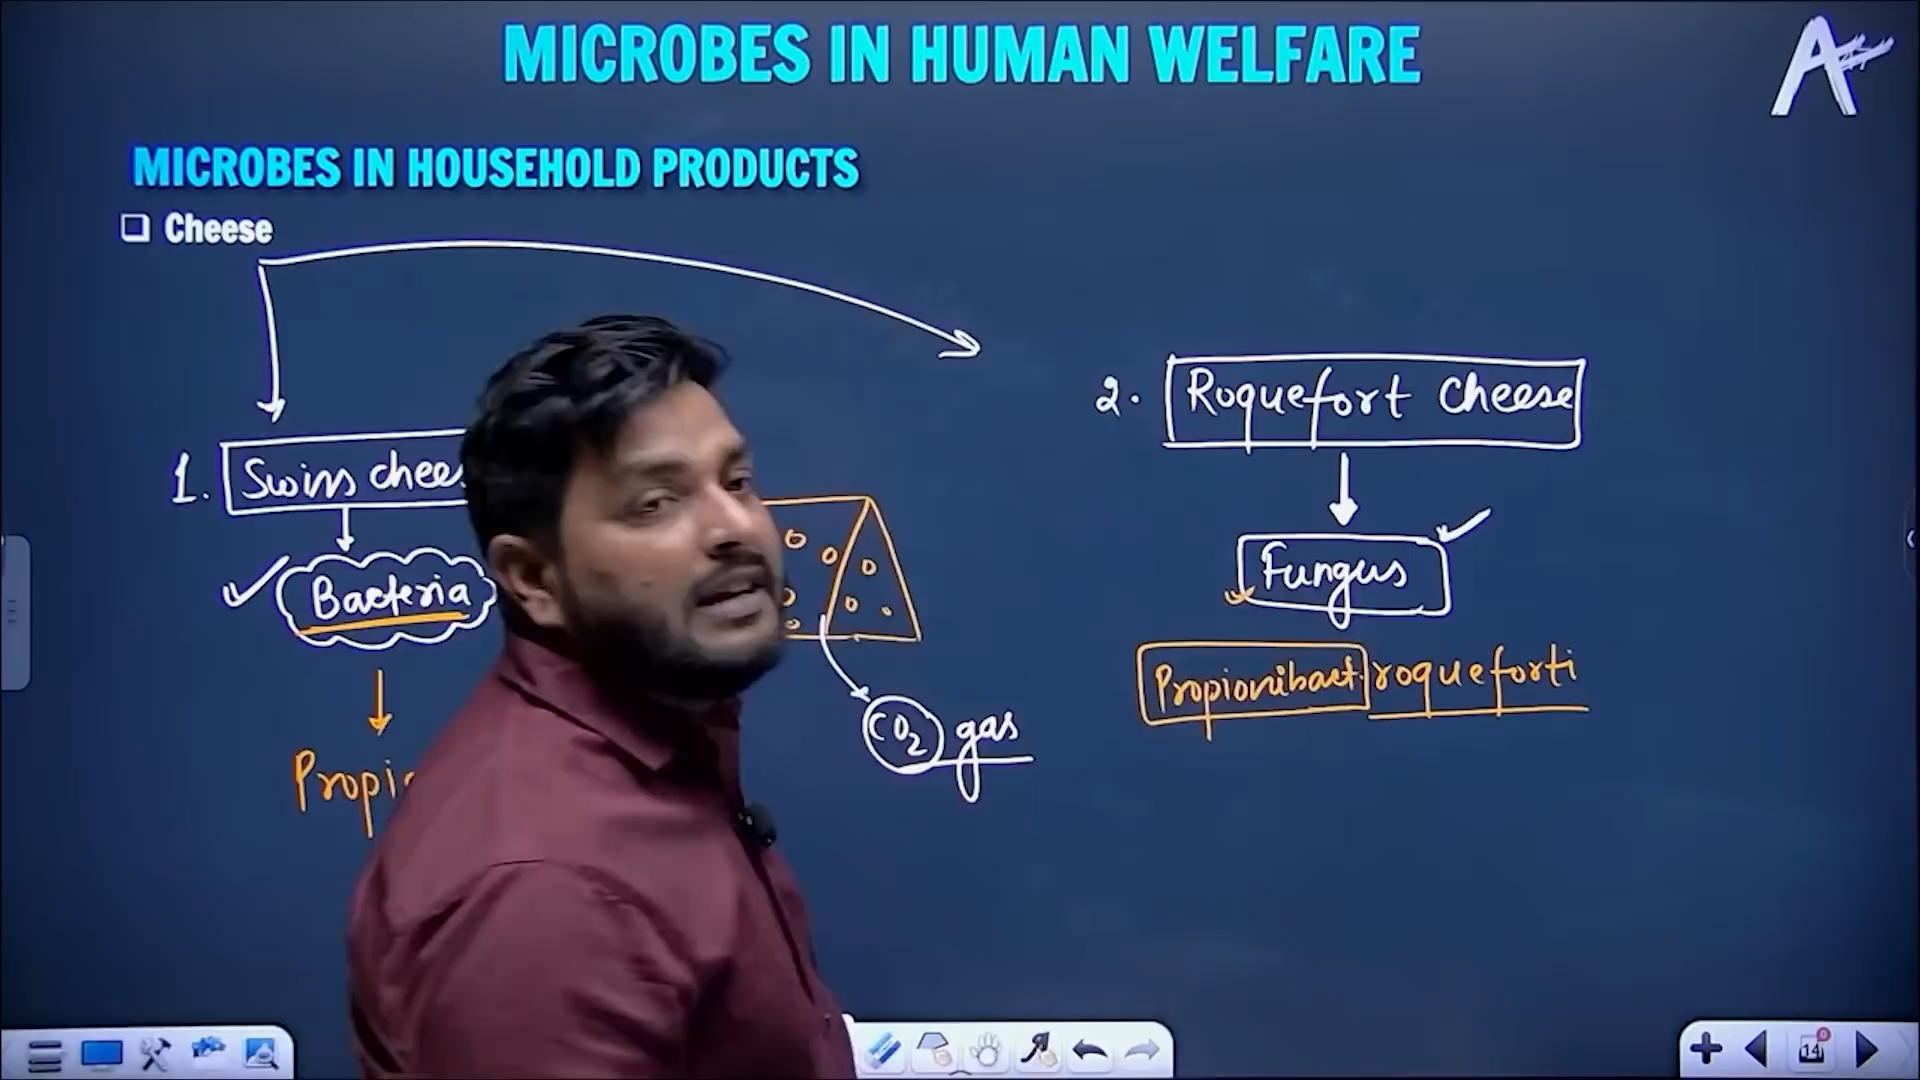 MICROBES IN HUMAN WELFARE
A
MICROBES IN HOUSEHOLD PRODUCTS
Cheese
2. Roquefort cheese
1. Swiss chees
Fungus
Bacteria
Propionibact. roqueforti
CO2 gas
Propi
14